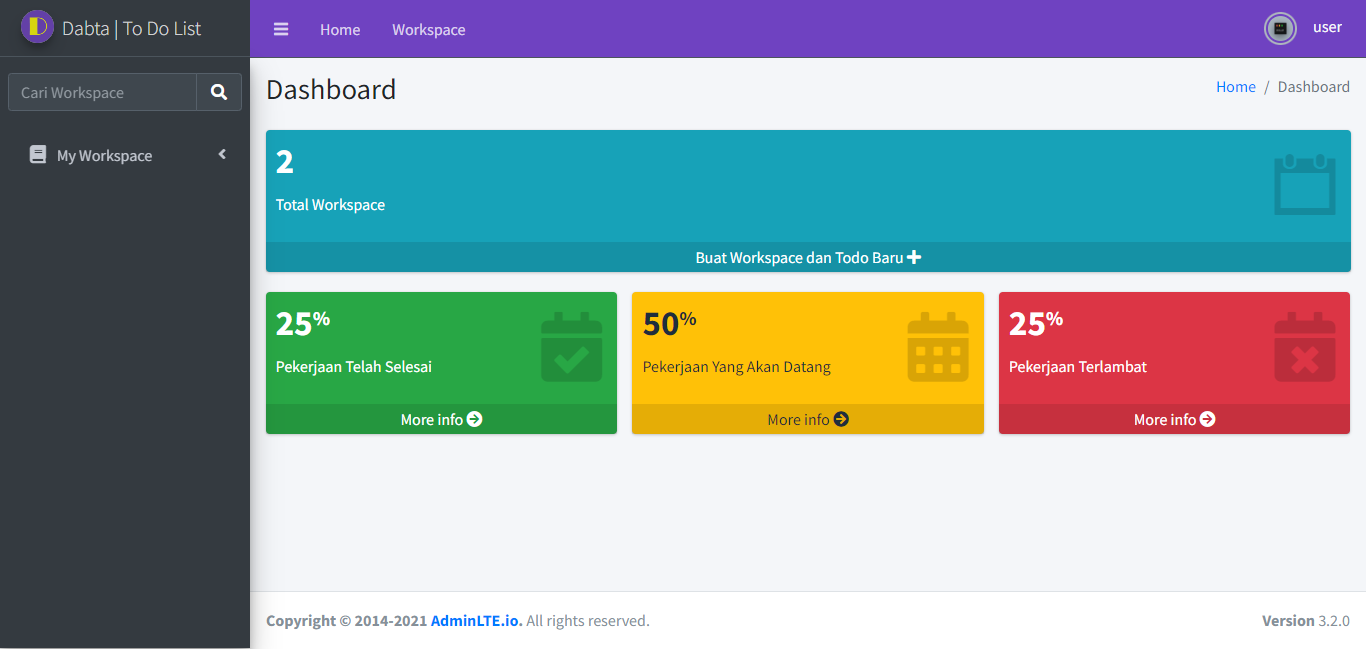 Dabta | To Do List
Home
Workspace
user
Cari Workspace
My Workspace
Dashboard
Home / Dashboard
2
Total Workspace
Buat Workspace dan Todo Baru
25%
Pekerjaan Telah Selesai
More info
50%
Pekerjaan Yang Akan Datang
More info
25%
Pekerjaan Terlambat
More info
Copyright © 2014-2021 AdminLTE.io. All rights reserved.
Version 3.2.0